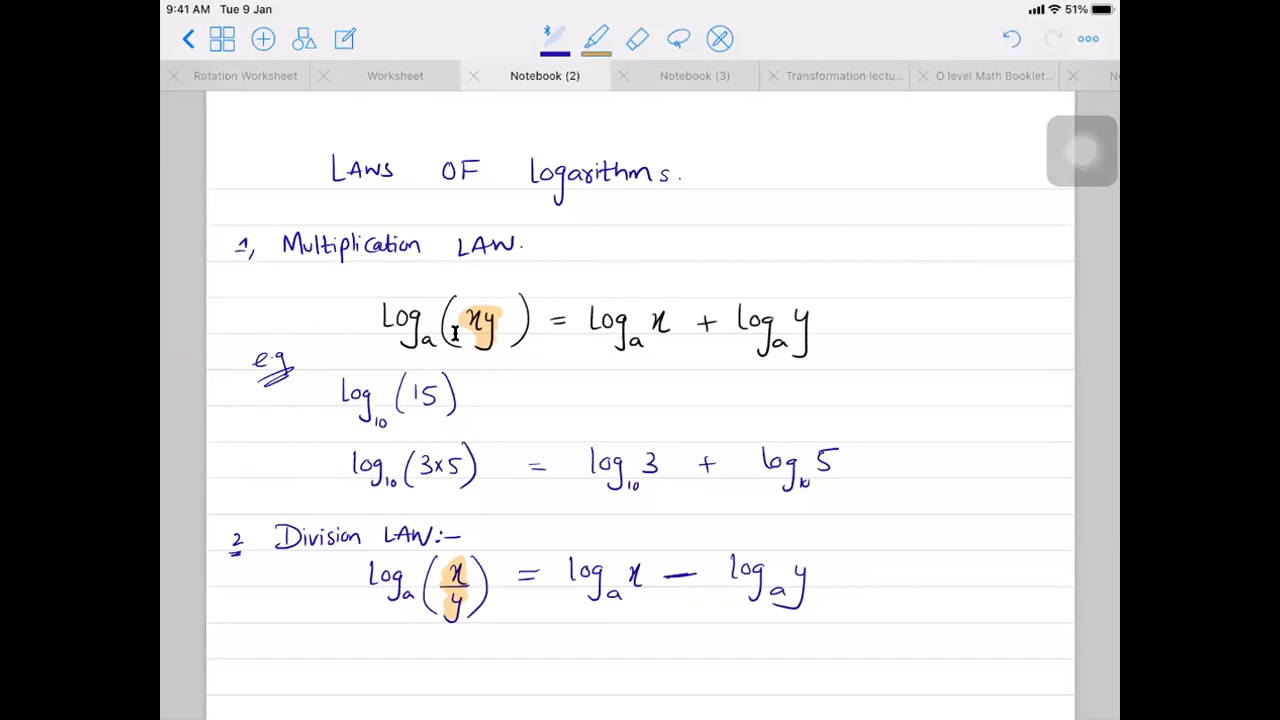 9:41 AM Tue 9 Jan 51%
Rotation Worksheet Worksheet Notebook (2) Notebook (3) Transformation lectu... O level Math Booklet...
LAWS OF Logarithms.
1, Multiplication LAW.
Log_a (xy) = Log_a x + Log_a y
e.g
log_10 (15)
log_10 (3×5) = log_10 3 + log_10 5
2 Division LAW:-
log_a (x/y) = log_a x - log_a y